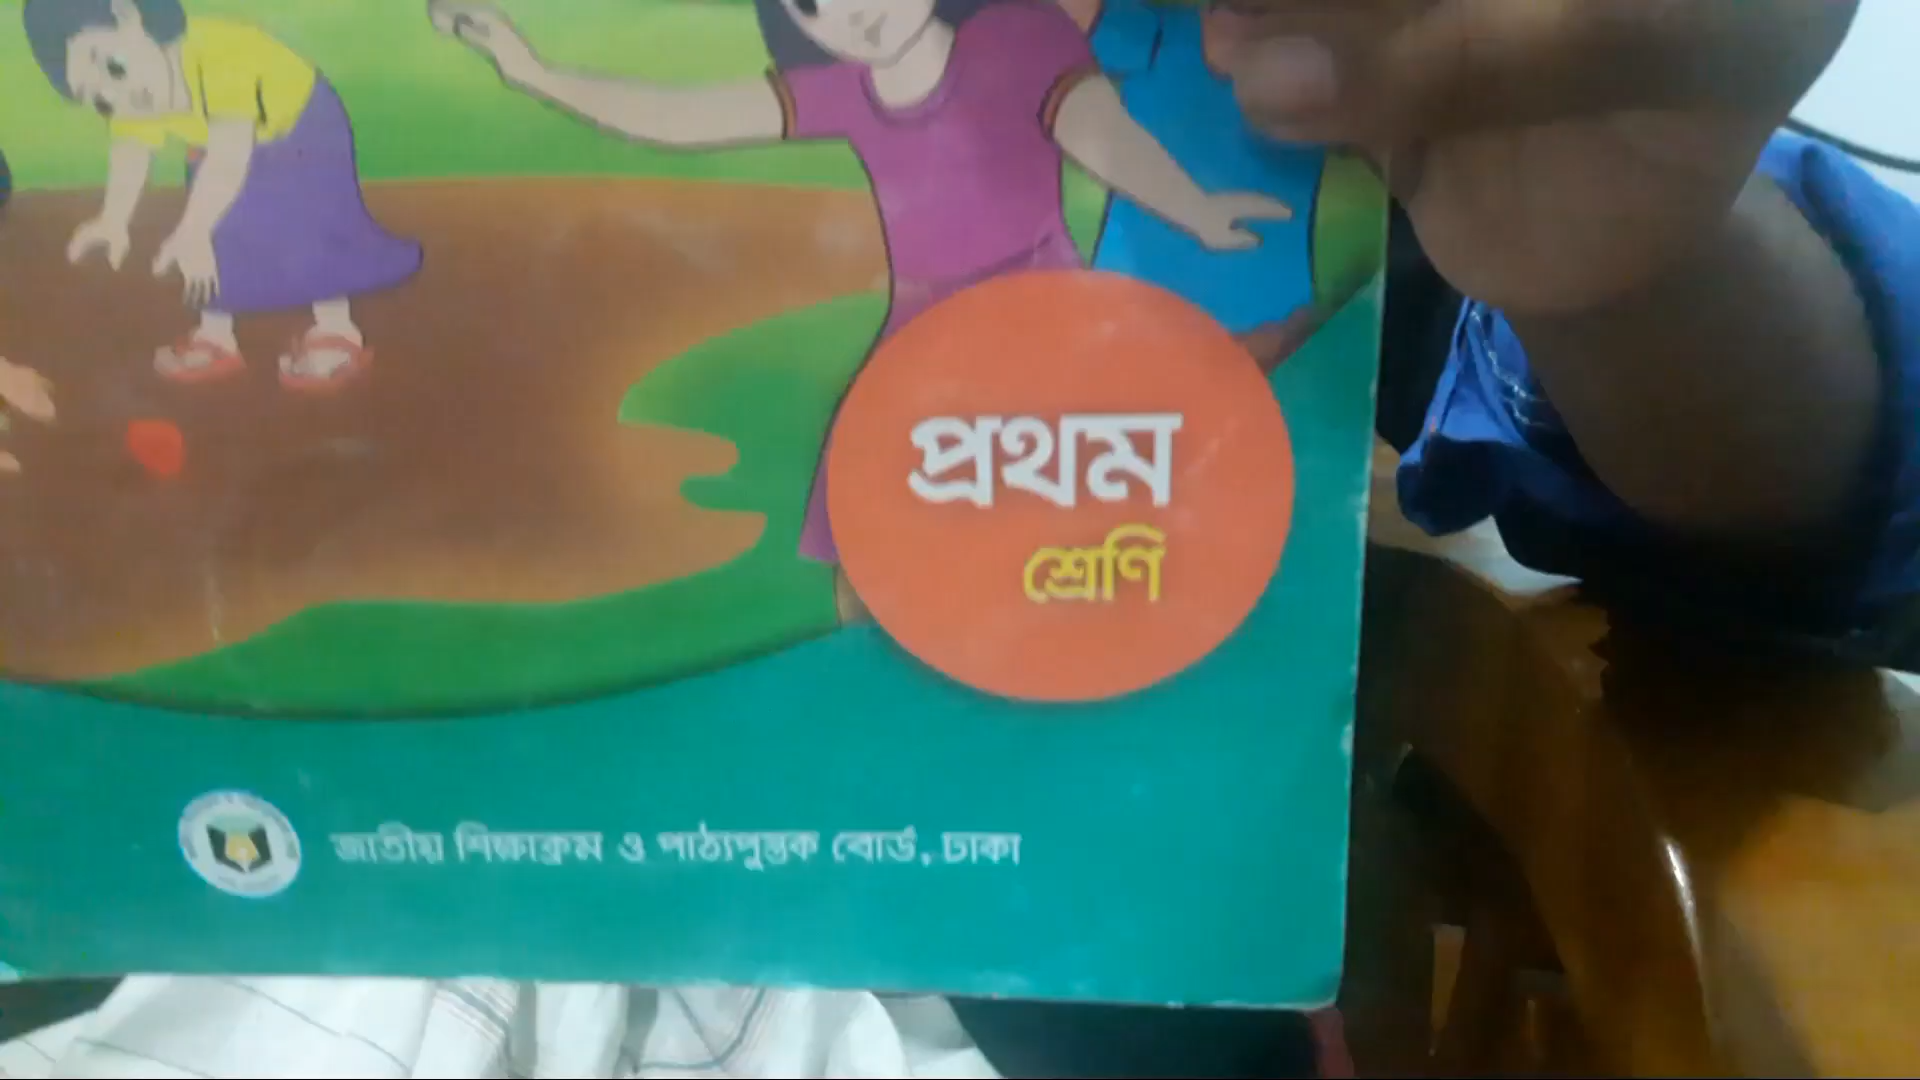 প্রথম
শ্রেণি
জাতীয় শিক্ষাক্রম ও পাঠ্যপুস্তক বোর্ড, ঢাকা